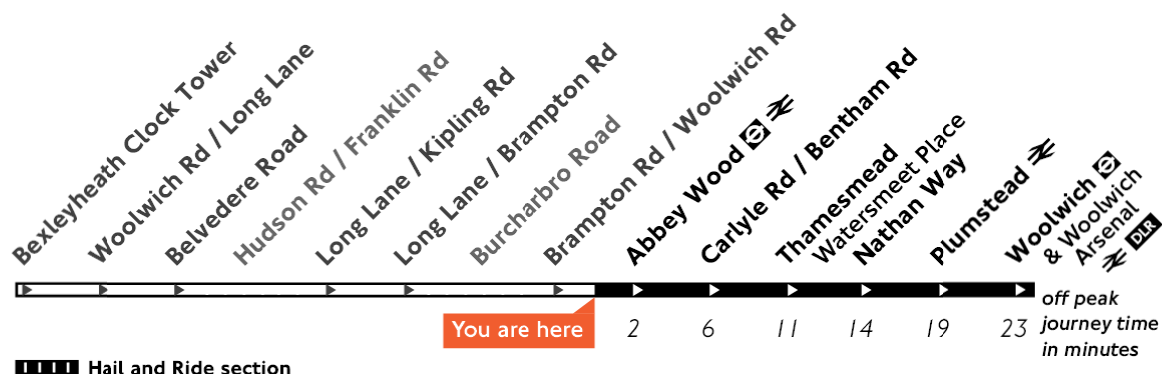 Bexleyheath Clock Tower
Woolwich Rd / Long Lane
Belvedere Road
Hudson Rd / Franklin Rd
Long Lane / Kipling Rd
Long Lane / Brampton Rd
Burcharbro Road
Brampton Rd / Woolwich Rd
Abbey Wood
Carlyle Rd / Bentham Rd
Thamesmead
Watersmeet Place
Nathan Way
Plumstead
Woolwich
& Woolwich
Arsenal
DLR
You are here
2
6
11
14
19
23
off peak
journey time
in minutes
Hail and Ride section